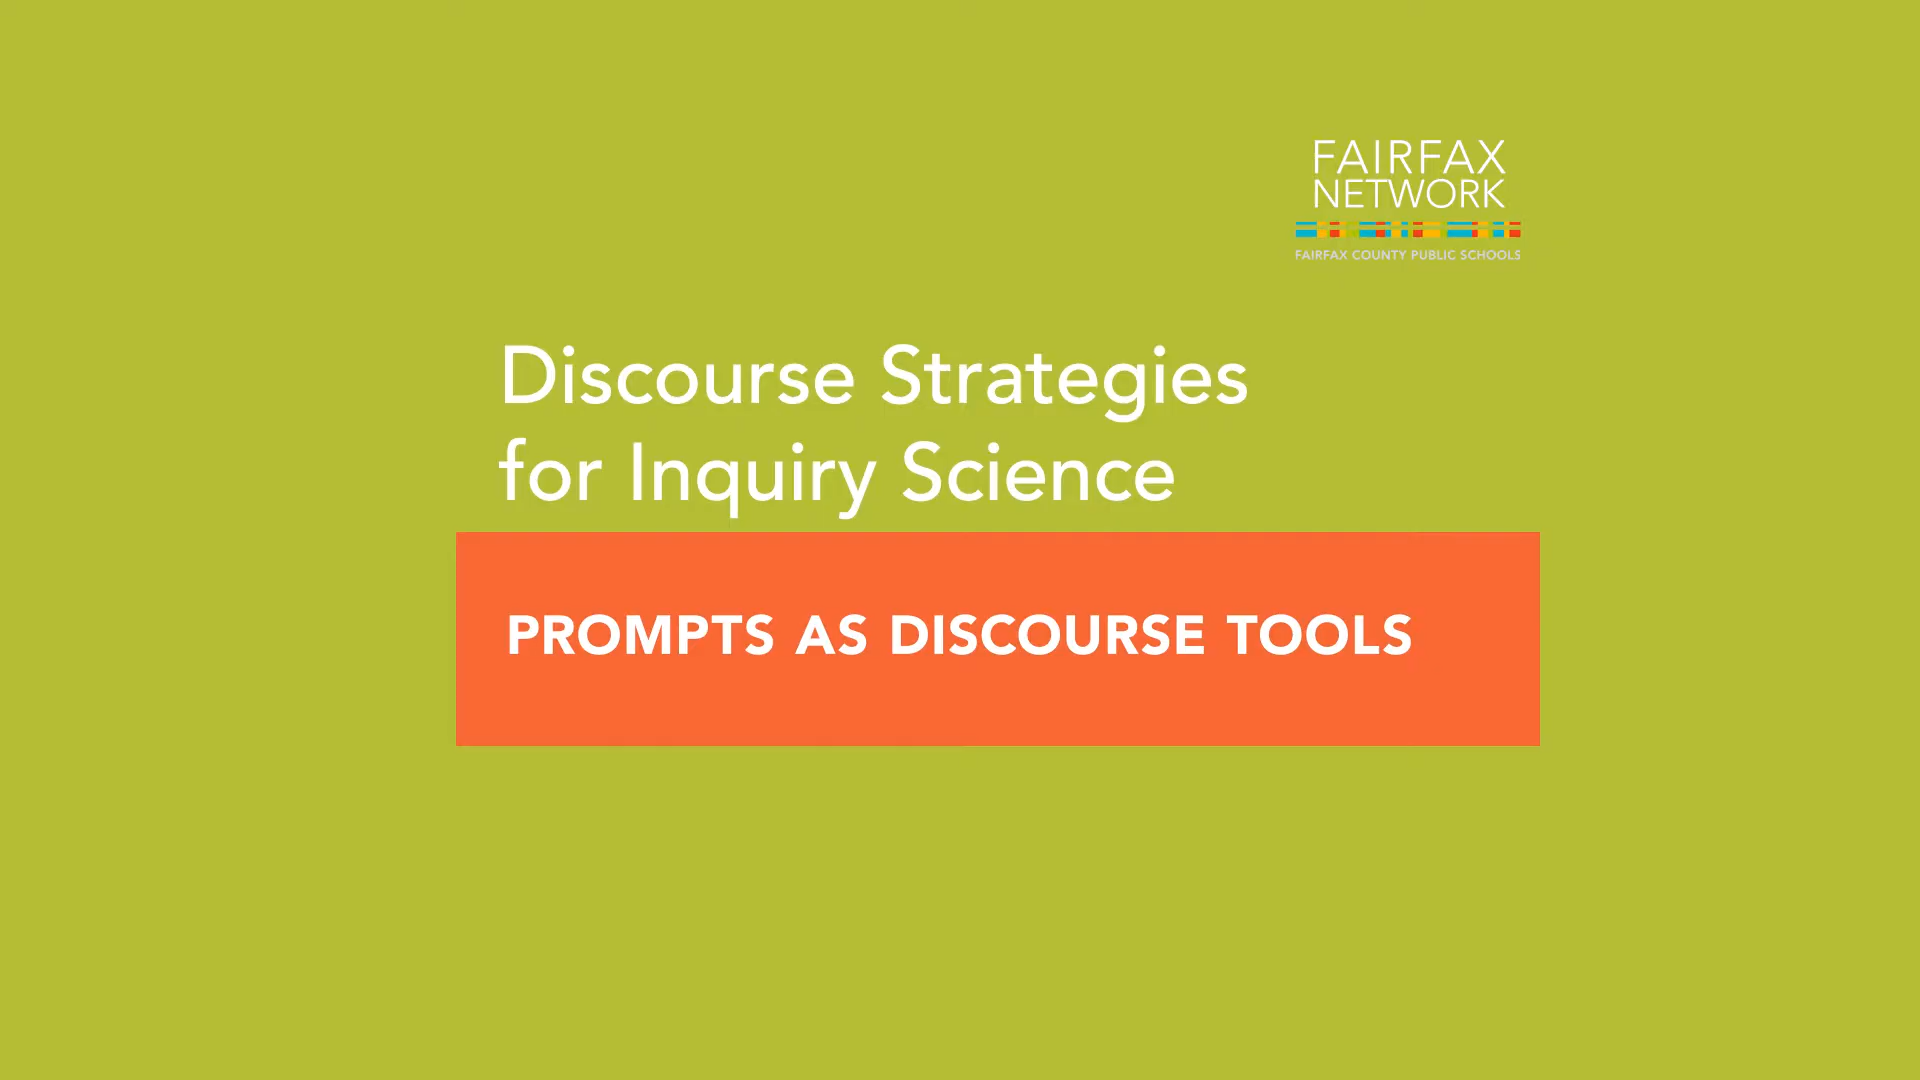 FAIRFAX
NETWORK
FAIRFAX COUNTY PUBLIC SCHOOLS
Discourse Strategies
for Inquiry Science
PROMPTS AS DISCOURSE TOOLS